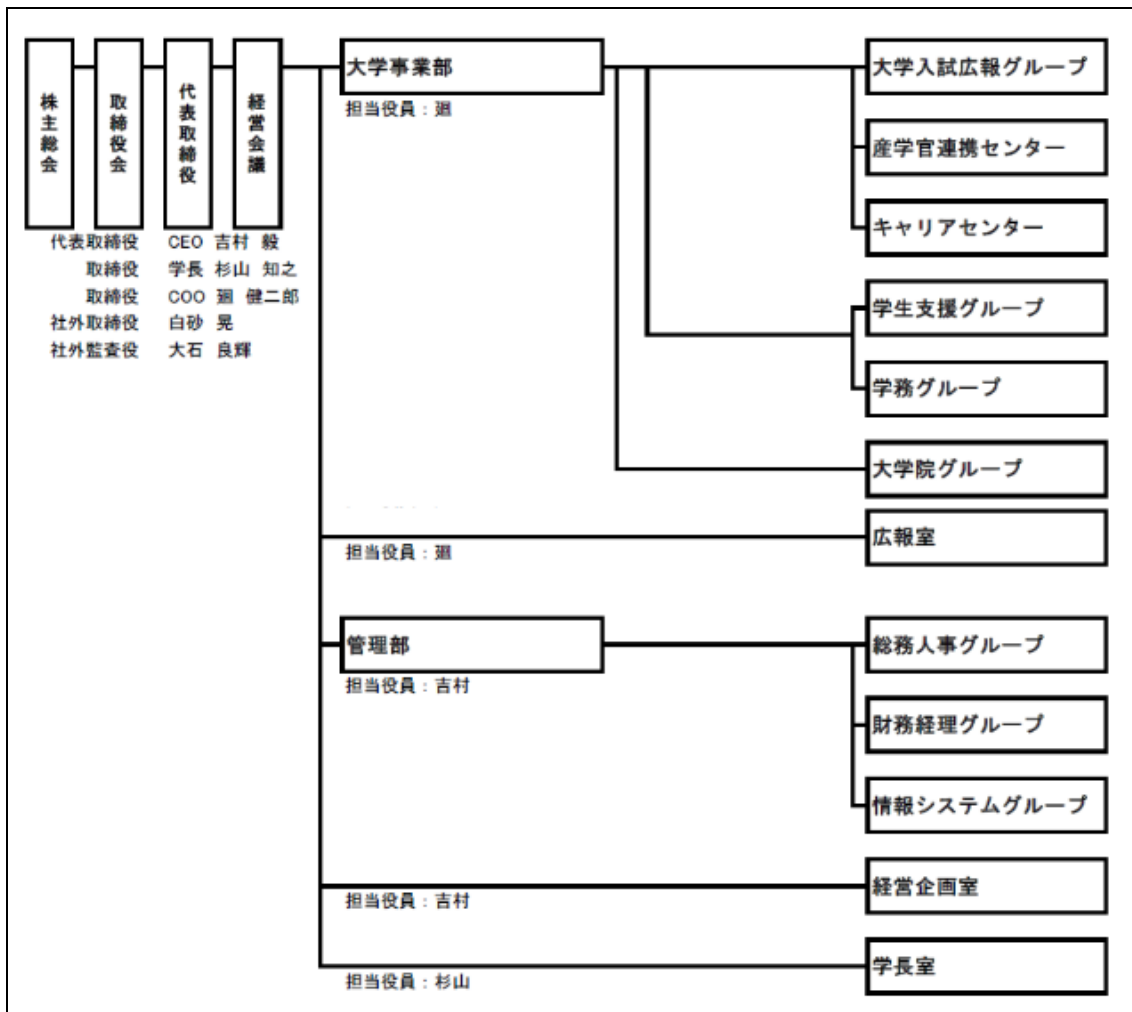 株主総会
取締役会
代表取締役
経営会議
代表取締役 CEO 吉村 毅
取締役 学長 杉山 知之
取締役 COO 廻 健二郎
社外取締役 白砂 晃
社外監査役 大石 良輝
大学事業部
担当役員：廻
大学入試広報グループ
産学官連携センター
キャリアセンター
学生支援グループ
学務グループ
大学院グループ
広報室
担当役員：廻
管理部
担当役員：吉村
総務人事グループ
財務経理グループ
情報システムグループ
経営企画室
担当役員：吉村
学長室
担当役員：杉山